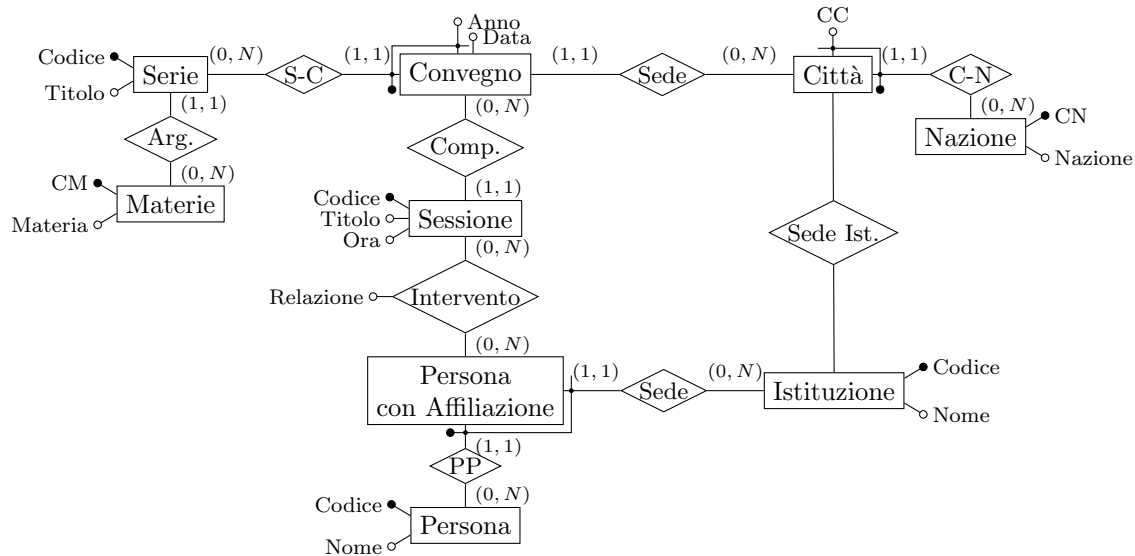 Anno
Data
CC
Codice
(0, N)
(1, 1)
(1, 1)
(0, N)
(1, 1)
Serie
S-C
Convegno
Sede
Città
C-N
Titolo
(1, 1)
(0, N)
(0, N)
CN
Arg.
Comp.
Nazione
Nazione
(0, N)
CM
Materie
(1, 1)
Codice
Materia
Titolo
Sessione
Ora
(0, N)
Sede Ist.
Relazione
Intervento
(0, N)
Persona
con Affiliazione
(1, 1)
Sede
(0, N)
Istituzione
Codice
Nome
(1, 1)
PP
(0, N)
Codice
Persona
Nome